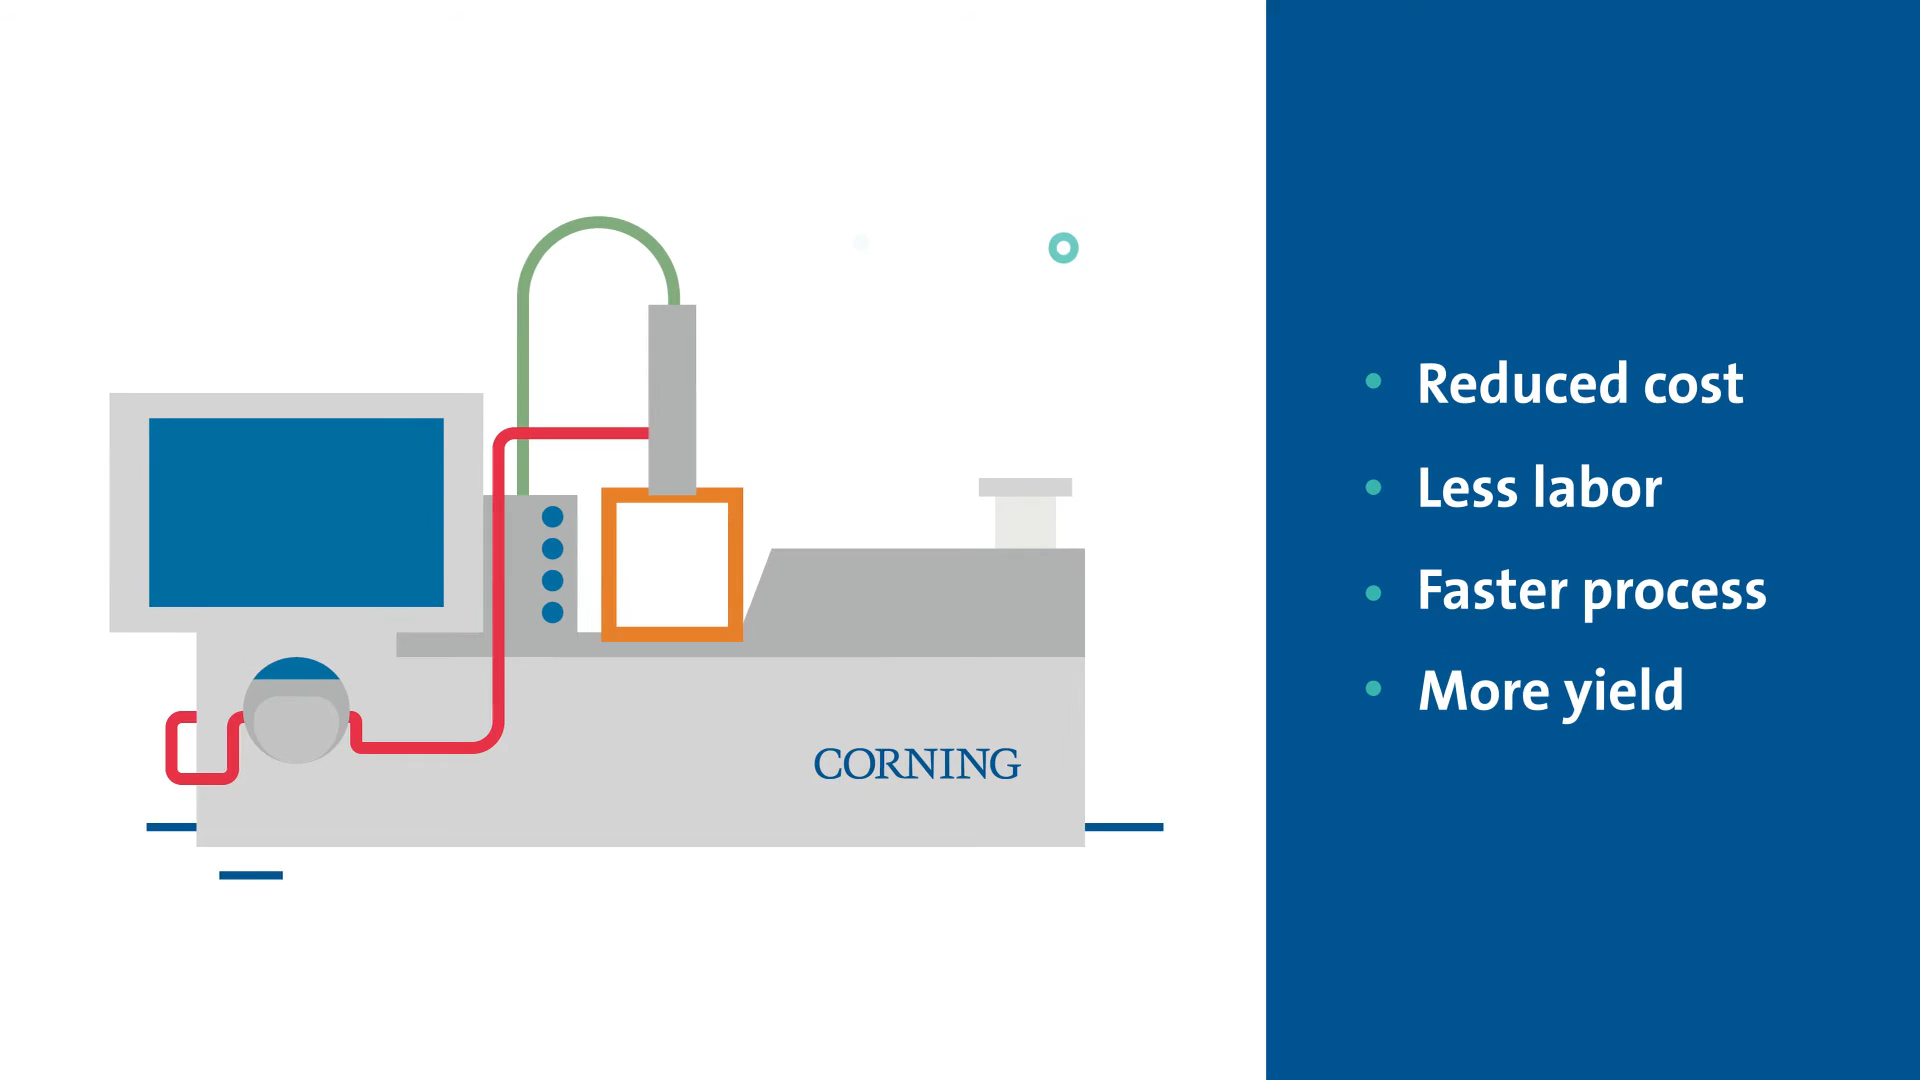 CORNING
Reduced cost
Less labor
Faster process
More yield